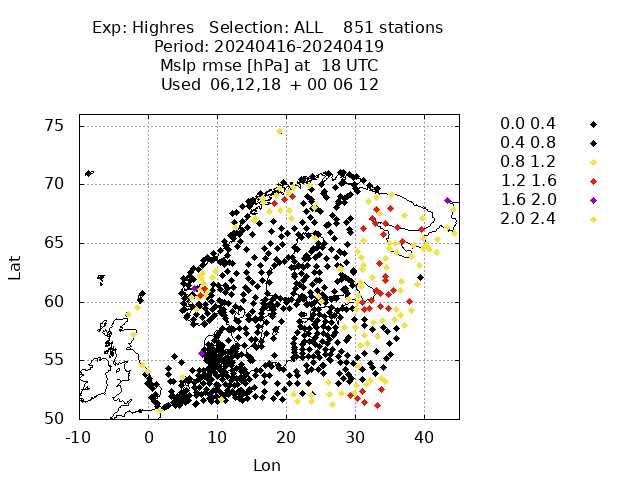 Exp: Highres   Selection: ALL    851 stations
Period: 20240416-20240419
Mslp rmse [hPa] at  18 UTC
Used  06,12,18  + 00 06 12
0.0 0.4
0.4 0.8
0.8 1.2
1.2 1.6
1.6 2.0
2.0 2.4
75
70
65
60
55
50
Lat
-10 0 10 20 30 40
Lon